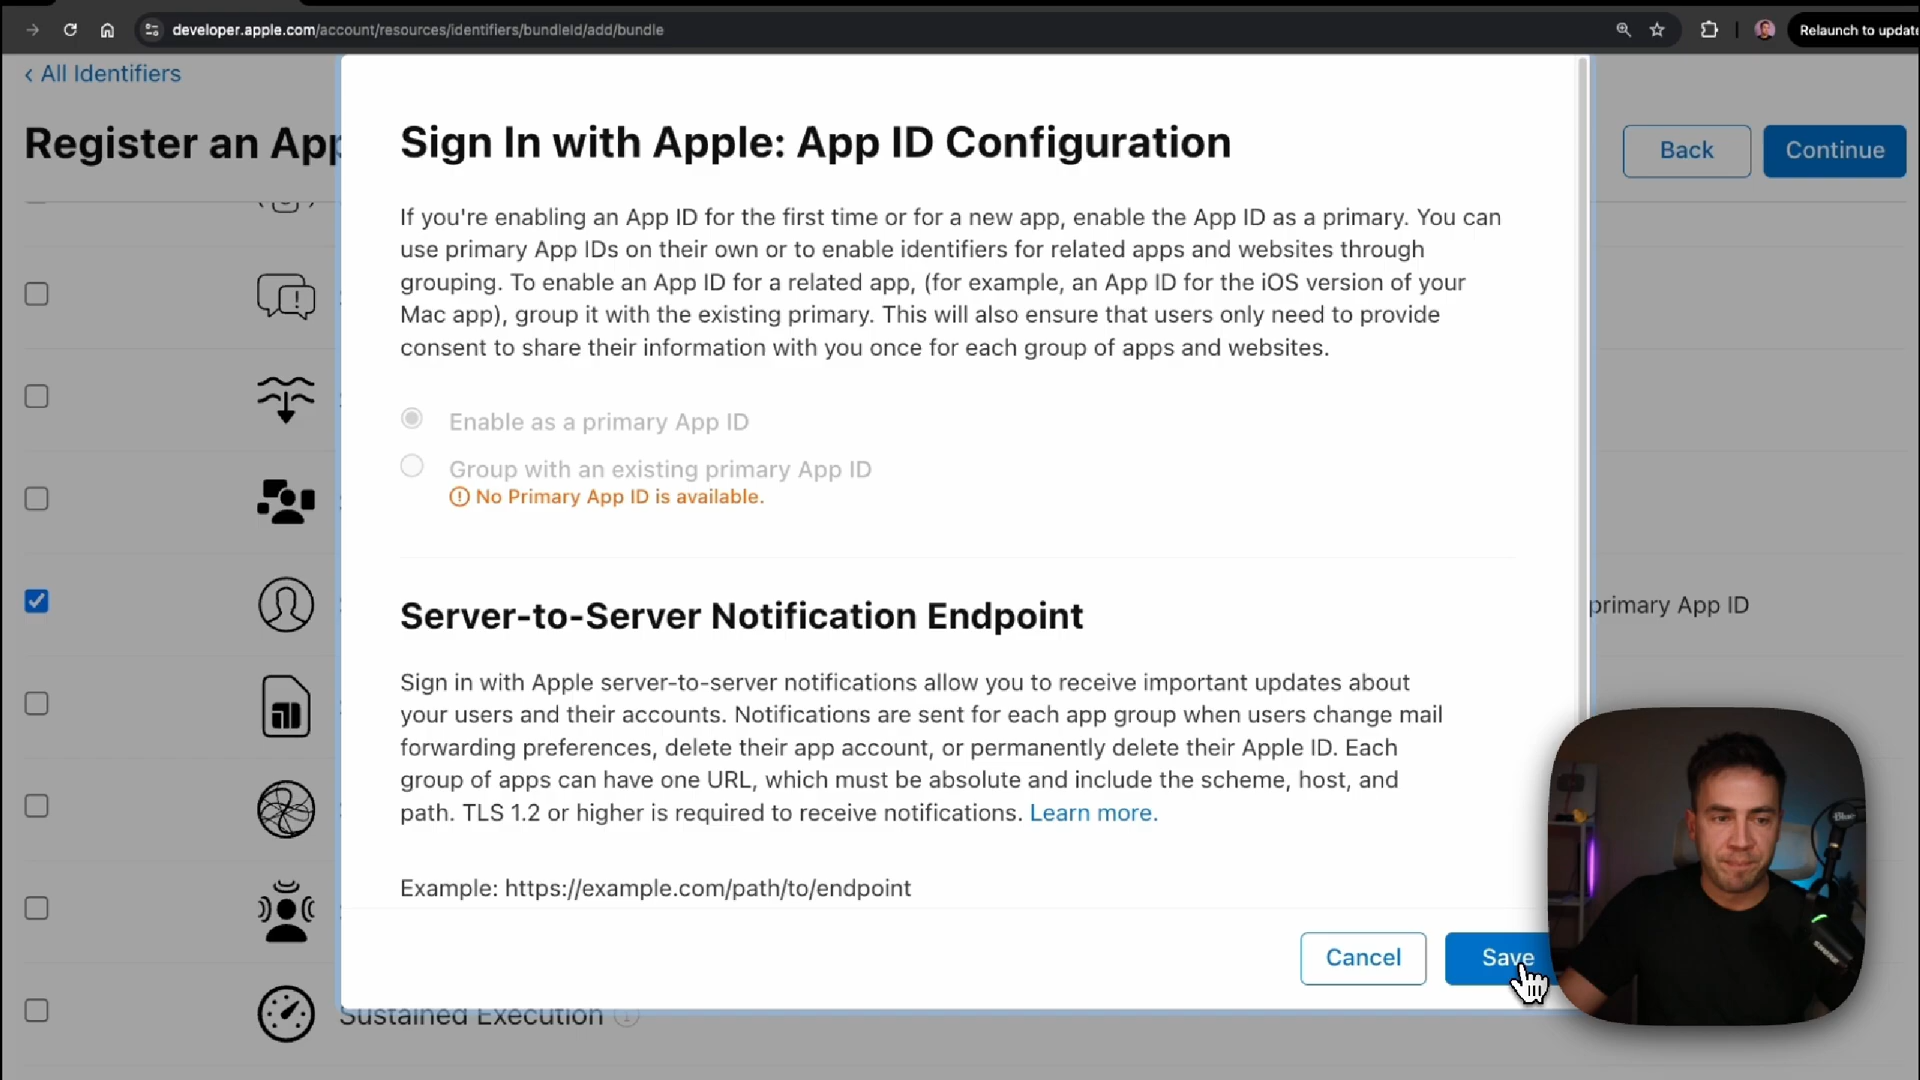 developer.apple.com/account/resources/identifiers/bundleId/add/bundle
Relaunch to update
‹ All Identifiers
Register an App
Back
Continue
Sign In with Apple: App ID Configuration
If you're enabling an App ID for the first time or for a new app, enable the App ID as a primary. You can
use primary App IDs on their own or to enable identifiers for related apps and websites through
grouping. To enable an App ID for a related app, (for example, an App ID for the iOS version of your
Mac app), group it with the existing primary. This will also ensure that users only need to provide
consent to share their information with you once for each group of apps and websites.
Enable as a primary App ID
Group with an existing primary App ID
No Primary App ID is available.
primary App ID
Server-to-Server Notification Endpoint
Sign in with Apple server-to-server notifications allow you to receive important updates about
your users and their accounts. Notifications are sent for each app group when users change mail
forwarding preferences, delete their app account, or permanently delete their Apple ID. Each
group of apps can have one URL, which must be absolute and include the scheme, host, and
path. TLS 1.2 or higher is required to receive notifications. Learn more.
Example: https://example.com/path/to/endpoint
Cancel
Save
Sustained Execution